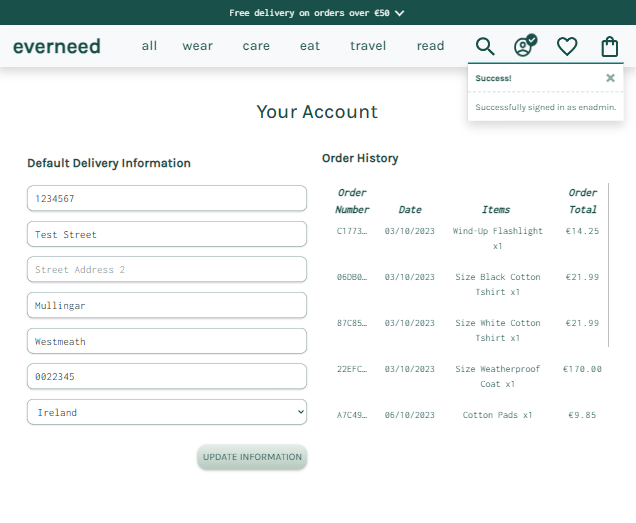 Free delivery on orders over €50
everneed
all wear care eat travel read
Success!
Successfully signed in as enadmin.
Your Account
Default Delivery Information
1234567
Test Street
Street Address 2
Mullingar
Westmeath
0022345
Ireland
UPDATE INFORMATION
Order History
Order Number Date Items Order Total
C1773… 03/10/2023 Wind-Up Flashlight x1 €14.25
06DB0… 03/10/2023 Size Black Cotton Tshirt x1 €21.99
87C85… 03/10/2023 Size White Cotton Tshirt x1 €21.99
22EFC… 03/10/2023 Size Weatherproof Coat x1 €170.00
A7C49… 06/10/2023 Cotton Pads x1 €9.85